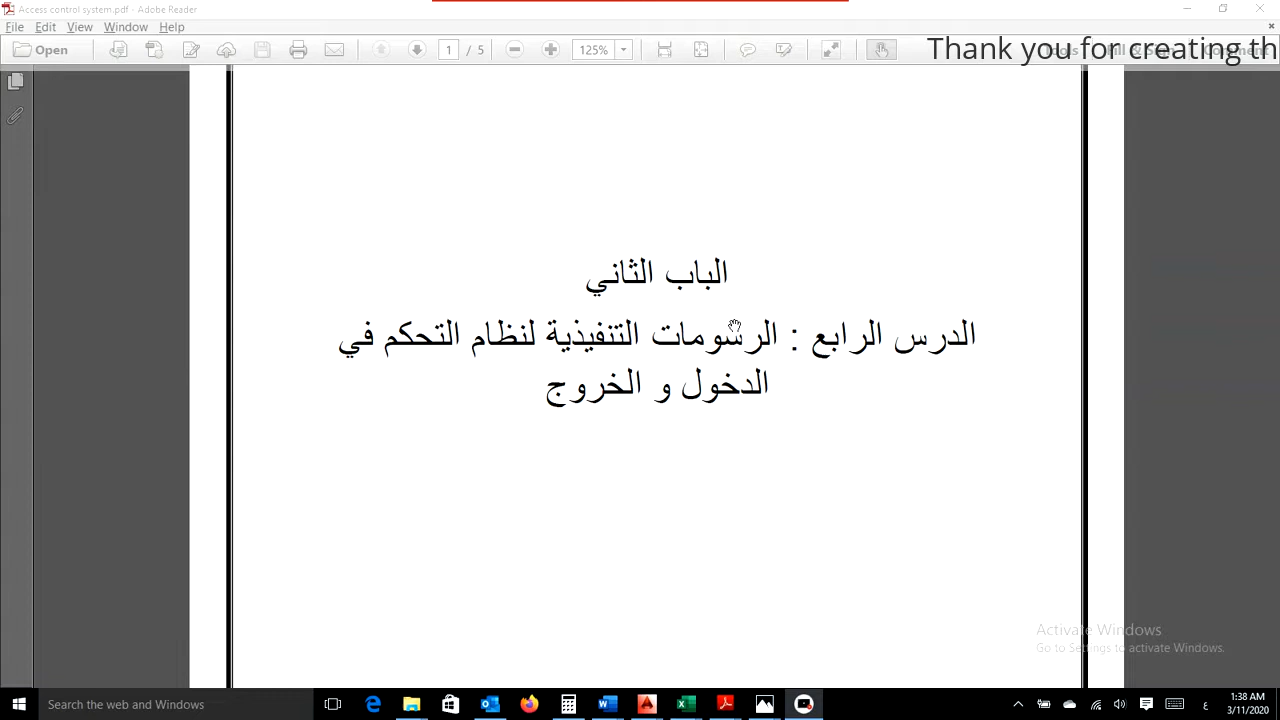 Access control system.pdf - Adobe Reader
File Edit View Window Help
Open 1 / 5 125%
Thank you for creating th
الباب الثاني
الدرس الرابع : الرسومات التنفيذية لنظام التحكم في
الدخول و الخروج
Activate Windows
Go to Settings to activate Windows.
Search the web and Windows
1:38 AM
3/11/2020